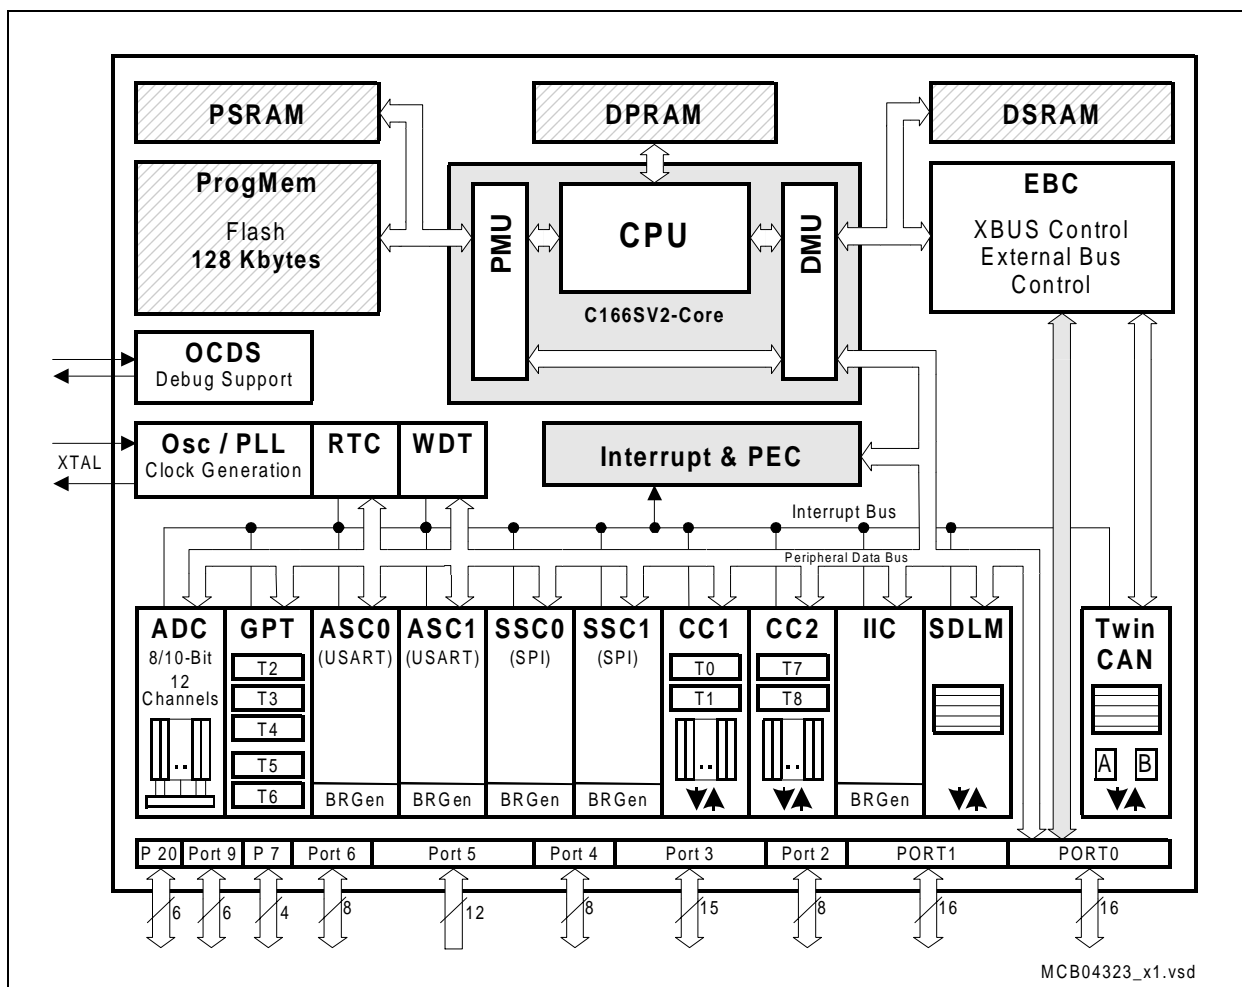 PSRAM
DPRAM
DSRAM
ProgMem
Flash
128 Kbytes
PMU
CPU
DMU
C166SV2-Core
EBC
XBUS Control
External Bus
Control
OCDS
Debug Support
XTAL
Osc / PLL
Clock Generation
RTC
WDT
Interrupt & PEC
Interrupt Bus
Peripheral Data Bus
ADC
8/10-Bit
12
Channels
..
GPT
T2
T3
T4
T5
T6
ASC0
(USART)
BRGen
ASC1
(USART)
BRGen
SSC0
(SPI)
BRGen
SSC1
(SPI)
BRGen
CC1
T0
T1
..
CC2
T7
T8
..
IIC
BRGen
SDLM
Twin
CAN
A B
P 20 Port 9 P 7 Port 6 Port 5 Port 4 Port 3 Port 2 PORT1 PORT0
6 6 4 8 12 8 15 8 16 16
MCB04323_x1.vsd